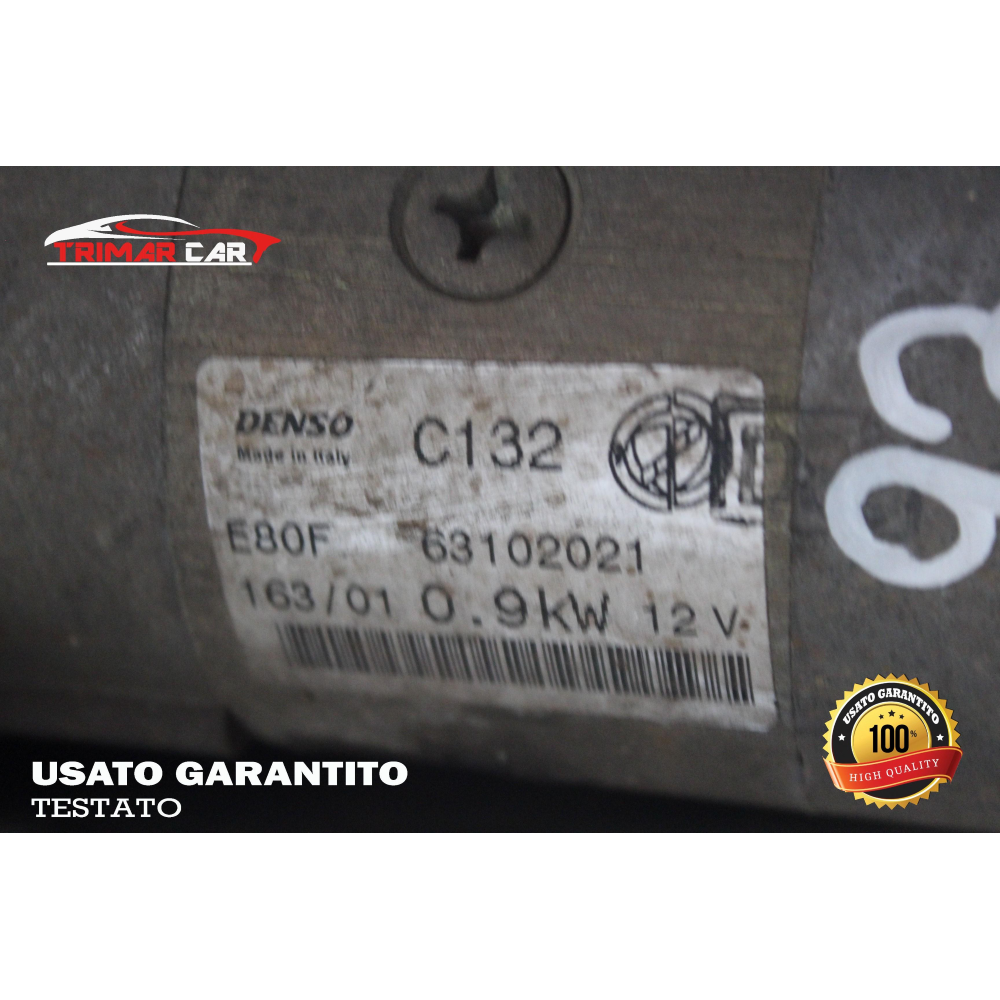 TRIMAR CAR
DENSO
Made in Italy
C132
E80F 63102021
163/01 0.9kW 12 V
USATO GARANTITO
TESTATO
USATO GARANTITO
100%
HIGH QUALITY